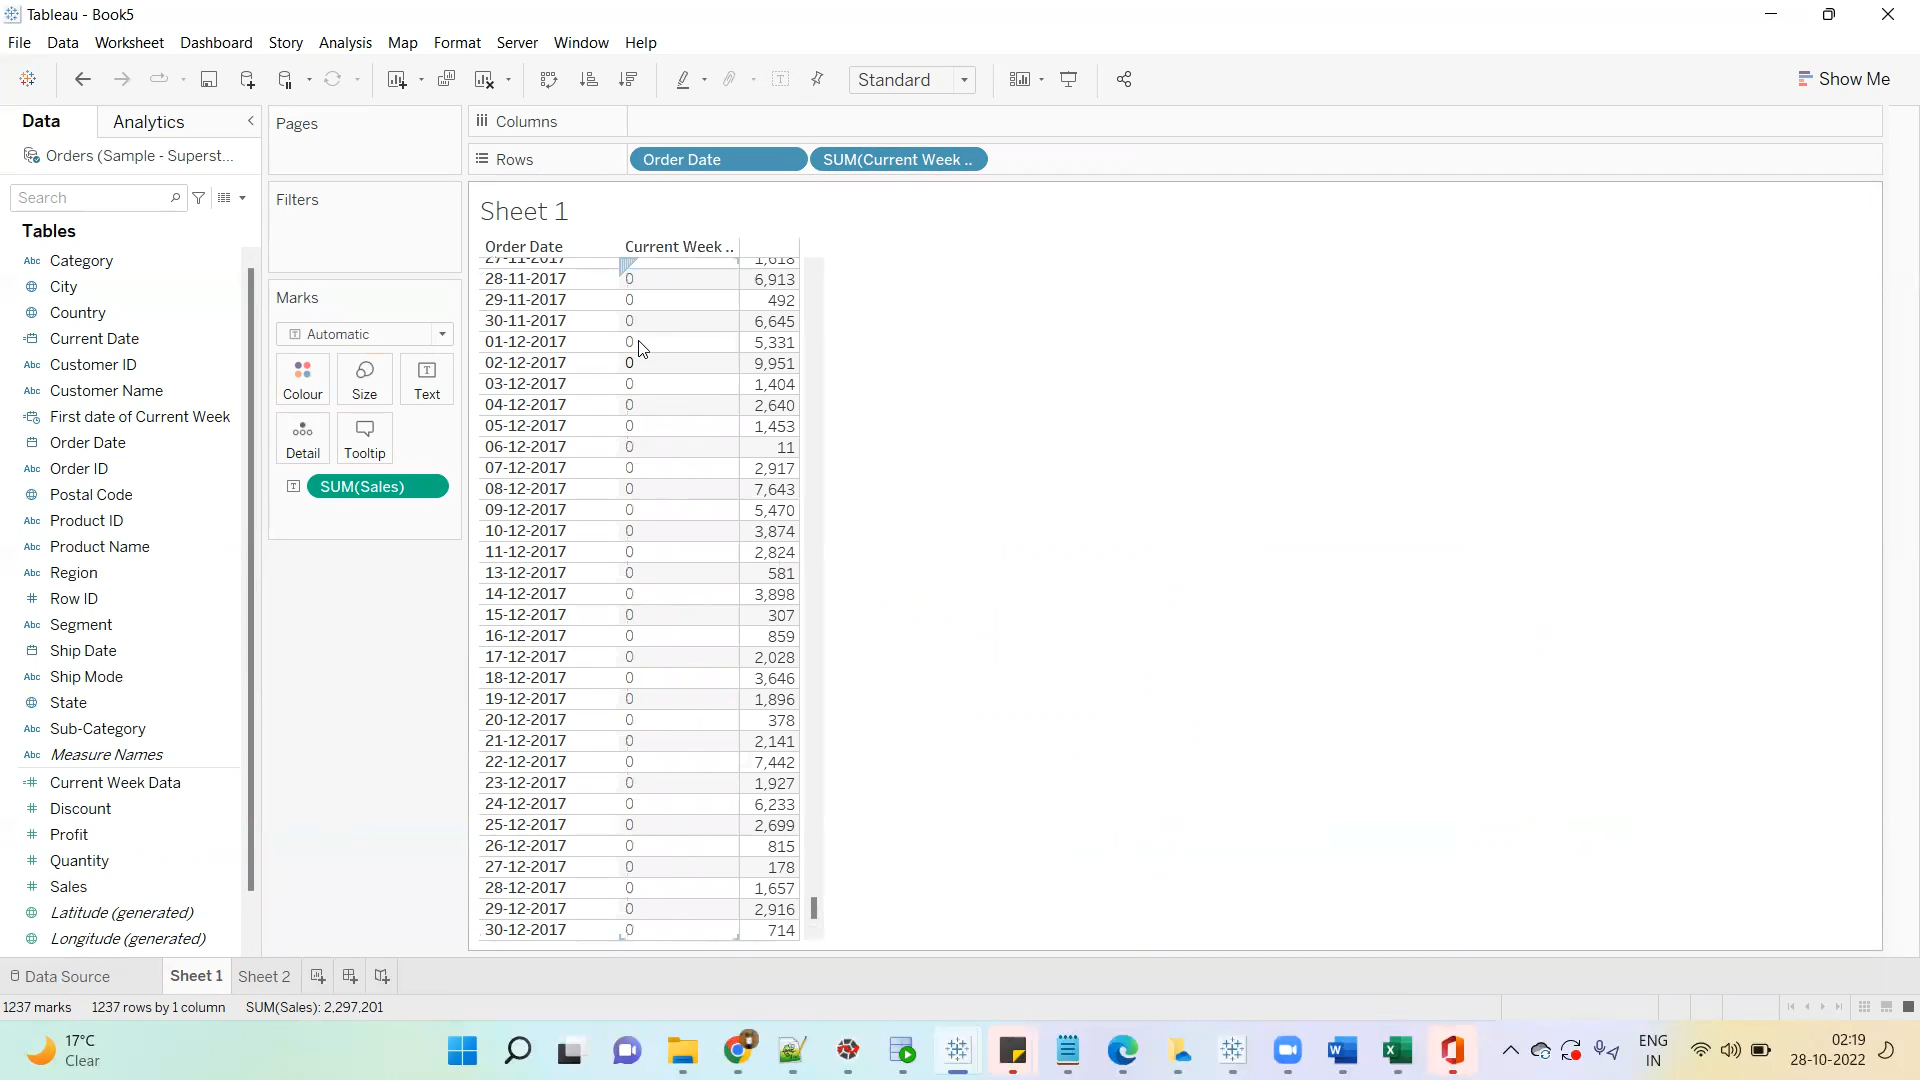 Tableau - Book5
File Data Worksheet Dashboard Story Analysis Map Format Server Window Help
Standard
Show Me
Data
Analytics
Pages
Columns
Orders (Sample - Superst...
Rows
Order Date
SUM(Current Week ..
Search
Filters
Tables
Abc Category
City
Country
Current Date
Abc Customer ID
Abc Customer Name
First date of Current Week
Order Date
Abc Order ID
Postal Code
Abc Product ID
Abc Product Name
Abc Region
# Row ID
Abc Segment
Ship Date
Abc Ship Mode
State
Abc Sub-Category
Abc Measure Names
=# Current Week Data
# Discount
# Profit
# Quantity
# Sales
Latitude (generated)
Longitude (generated)
Marks
T Automatic
Colour
Size
T
Text
Detail
Tooltip
T SUM(Sales)
Sheet 1
Order Date Current Week ..
27-11-2017 1,618
28-11-2017 0 6,913
29-11-2017 0 492
30-11-2017 0 6,645
01-12-2017 0 5,331
02-12-2017 0 9,951
03-12-2017 0 1,404
04-12-2017 0 2,640
05-12-2017 0 1,453
06-12-2017 0 11
07-12-2017 0 2,917
08-12-2017 0 7,643
09-12-2017 0 5,470
10-12-2017 0 3,874
11-12-2017 0 2,824
13-12-2017 0 581
14-12-2017 0 3,898
15-12-2017 0 307
16-12-2017 0 859
17-12-2017 0 2,028
18-12-2017 0 3,646
19-12-2017 0 1,896
20-12-2017 0 378
21-12-2017 0 2,141
22-12-2017 0 7,442
23-12-2017 0 1,927
24-12-2017 0 6,233
25-12-2017 0 2,699
26-12-2017 0 815
27-12-2017 0 178
28-12-2017 0 1,657
29-12-2017 0 2,916
30-12-2017 0 714
Data Source
Sheet 1
Sheet 2
1237 marks 1237 rows by 1 column SUM(Sales): 2,297,201
17°C
Clear
ENG
IN
02:19
28-10-2022